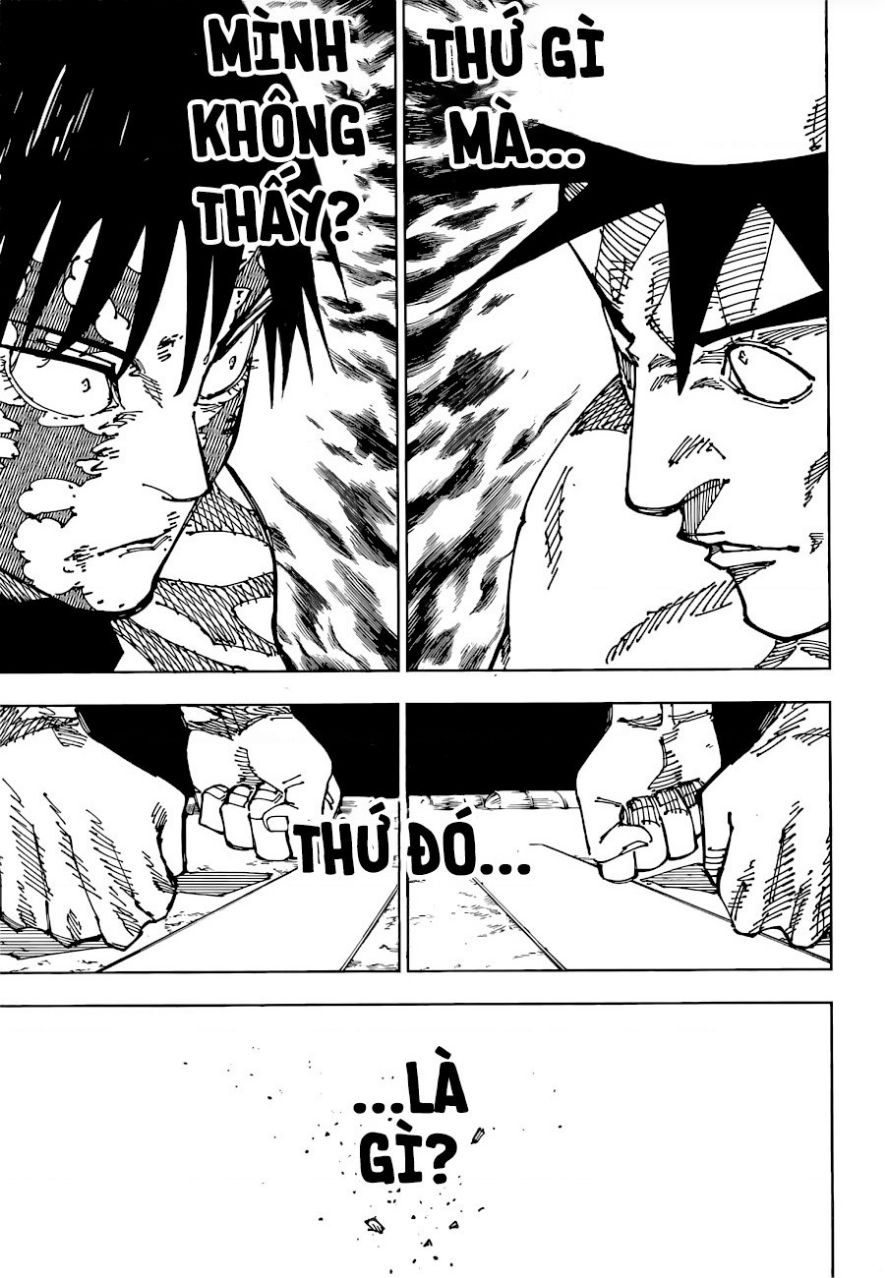 THỨ GÌ
MÀ...
MÌNH
KHÔNG
THẤY?
THỨ ĐÓ...
...LÀ
GÌ?